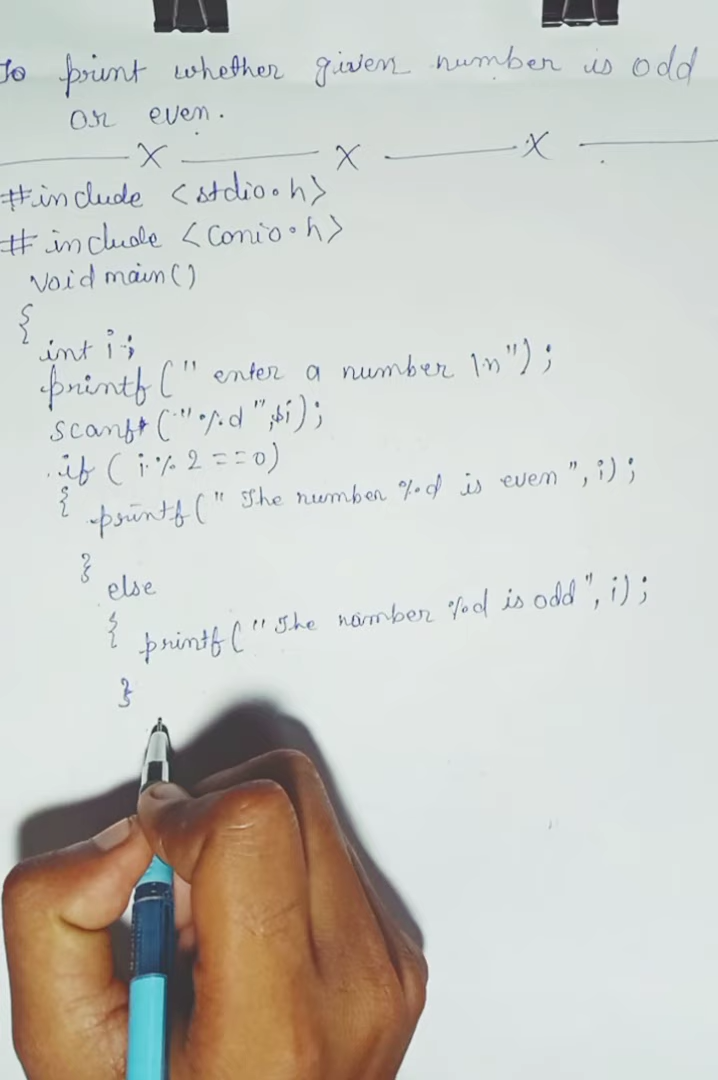 To print whether given number is odd
or even.
#include <stdio.h>
#include <conio.h>
void main()
{
int i;
printf(" enter a number \n");
scanf("%d",&i);
if (i%2==0)
{ printf(" The number %d is even", i);
}
else
{ printf("The number %d is odd", i);
}